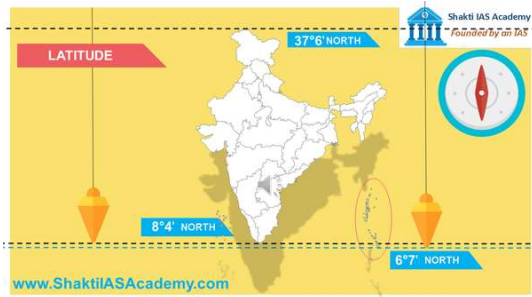 Shakti IAS Academy
Founded by an IAS
37°6' NORTH
LATITUDE
8°4' NORTH
6°7' NORTH
www.ShaktiIASAcademy.com